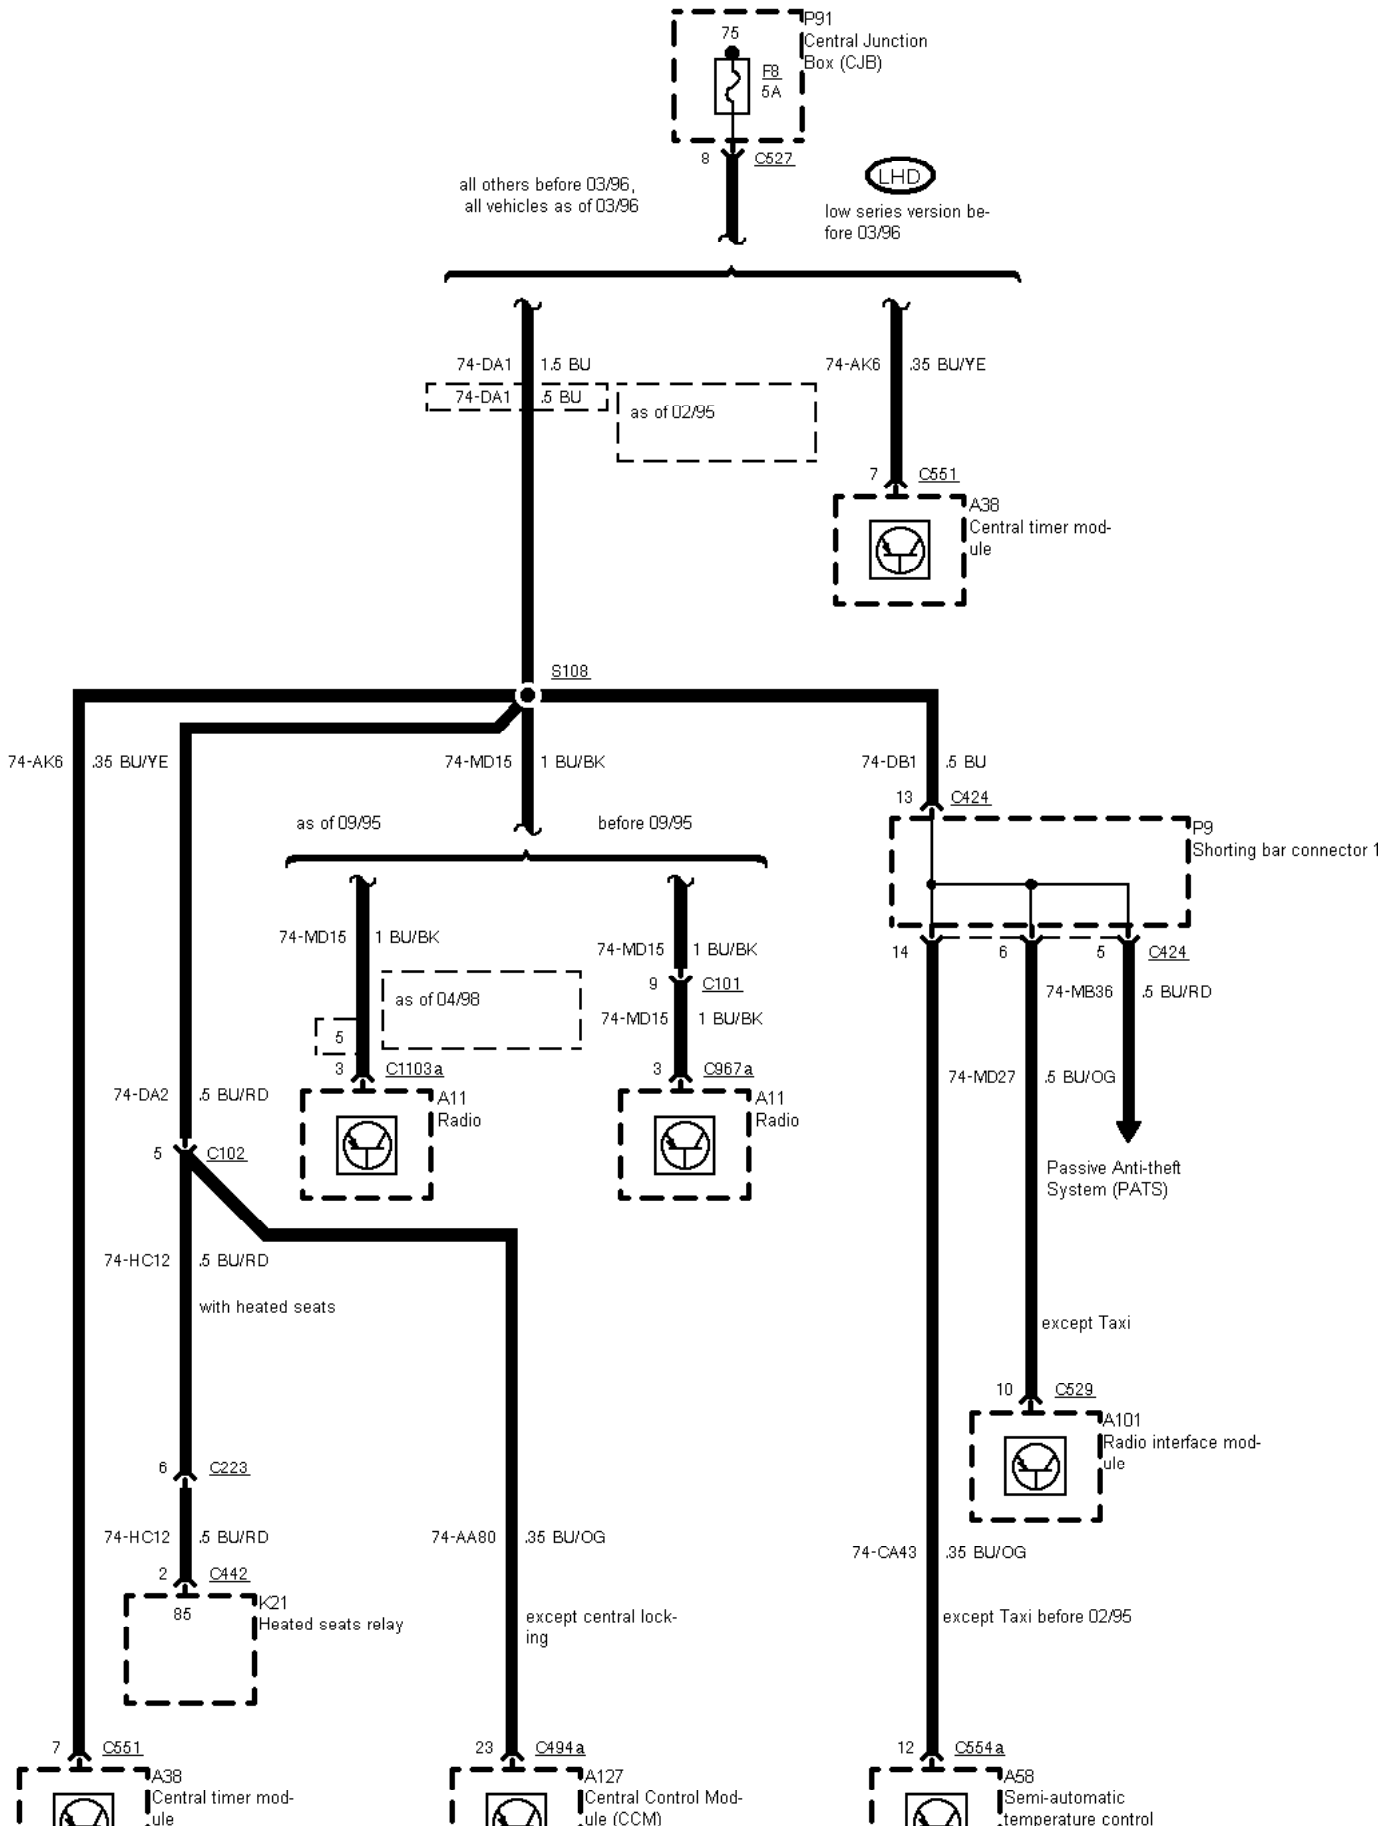 P91
75
Central Junction
Box (CJB)
F8
5A
8
C527
LHD
all others before 03/96,
all vehicles as of 03/96
low series version be-
fore 03/96
74-DA1
1.5 BU
74-AK6
.35 BU/YE
74-DA1
.5 BU
as of 02/95
7
C551
A38
Central timer mod-
ule
S108
74-AK6
.35 BU/YE
74-MD15
1 BU/BK
74-DB1
.5 BU
13
C424
as of 09/95
before 09/95
P9
Shorting bar connector 1
74-MD15
1 BU/BK
74-MD15
1 BU/BK
14
6
5
C424
9
C101
74-MB36
.5 BU/RD
as of 04/98
74-MD15
1 BU/BK
5
3
C1103a
3
C967a
74-MD27
.5 BU/OG
74-DA2
.5 BU/RD
A11
Radio
A11
Radio
5
C102
Passive Anti-theft
System (PATS)
74-HC12
.5 BU/RD
with heated seats
except Taxi
10
C529
A101
Radio interface mod-
ule
6
C223
74-HC12
.5 BU/RD
74-AA80
.35 BU/OG
74-CA43
.35 BU/OG
2
C442
K21
85
Heated seats relay
except central lock-
ing
except Taxi before 02/95
7
C551
23
C494a
12
C554a
A38
Central timer mod-
ule
A127
Central Control Mod-
ule (CCM)
A58
Semi-automatic
temperature control